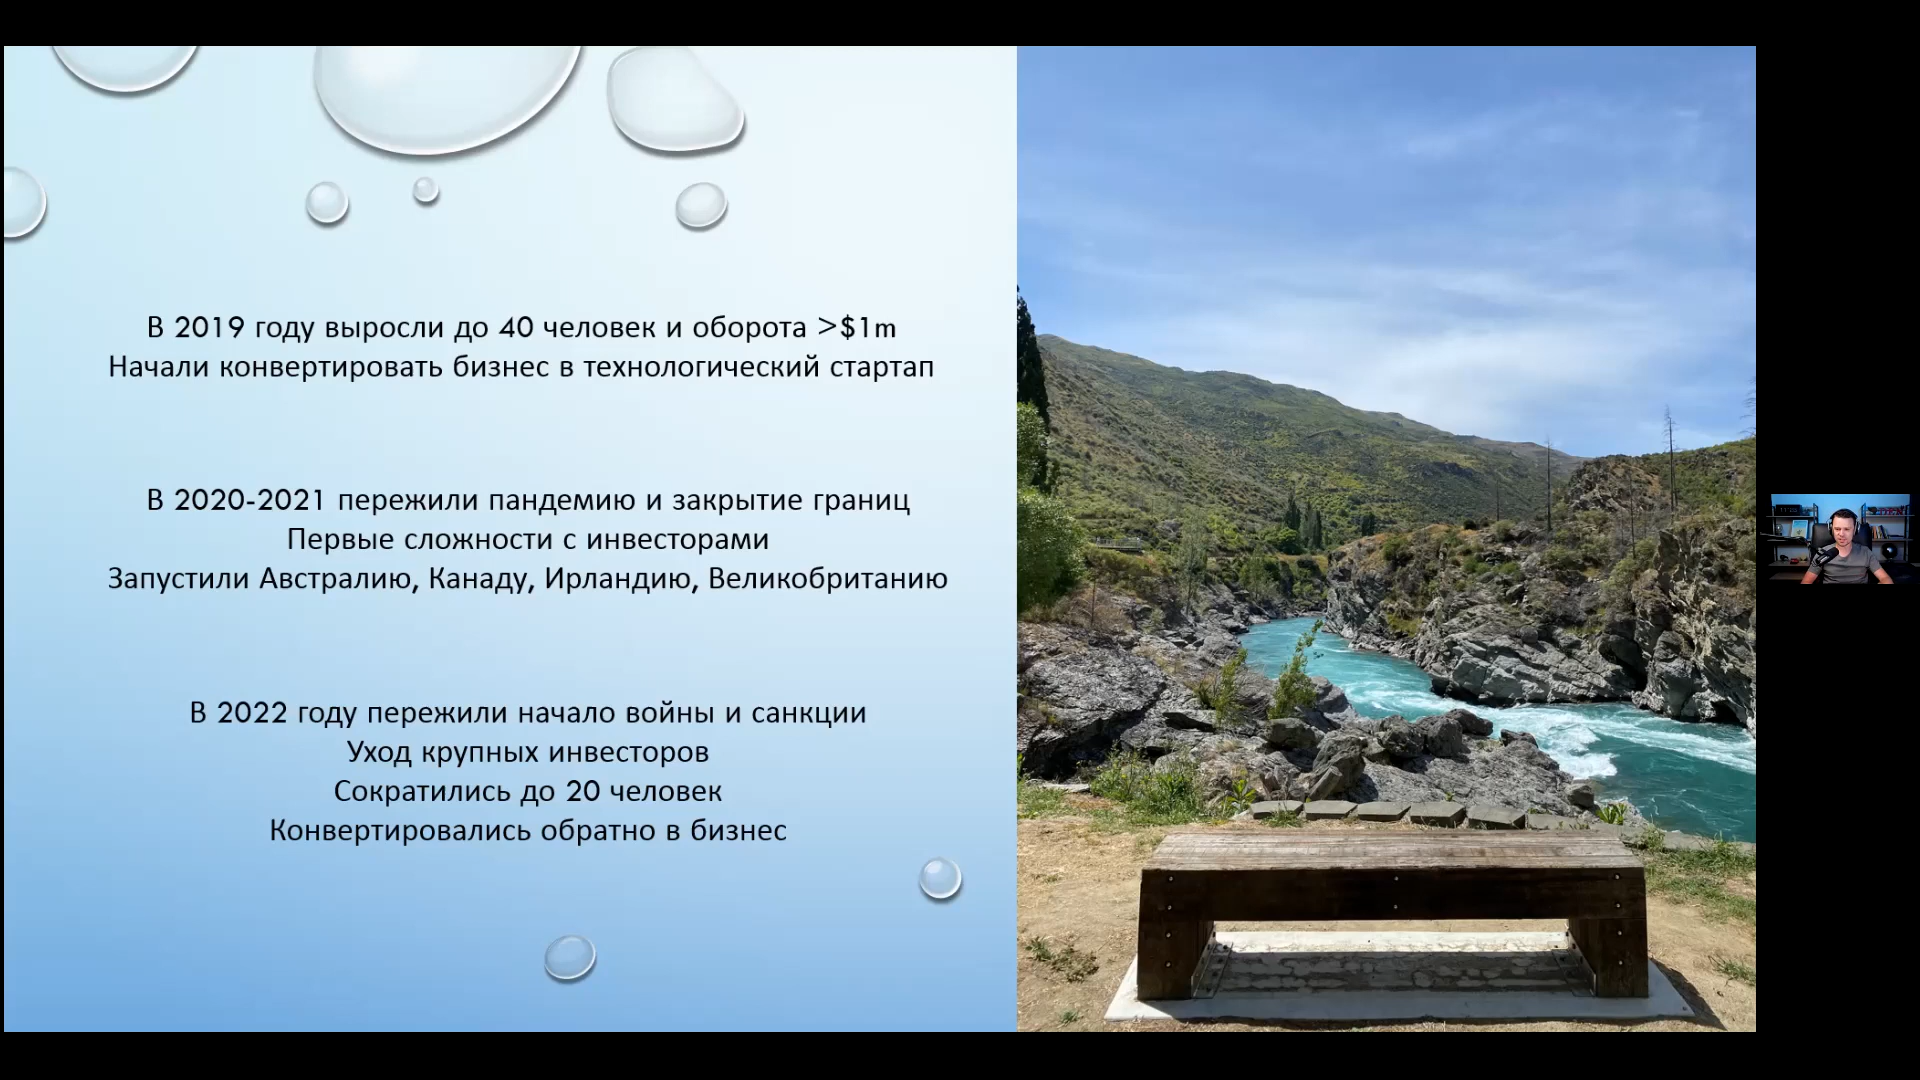 В 2019 году выросли до 40 человек и оборота >$1m
Начали конвертировать бизнес в технологический стартап
В 2020-2021 пережили пандемию и закрытие границ
Первые сложности с инвесторами
Запустили Австралию, Канаду, Ирландию, Великобританию
В 2022 году пережили начало войны и санкции
Уход крупных инвесторов
Сократились до 20 человек
Конвертировались обратно в бизнес